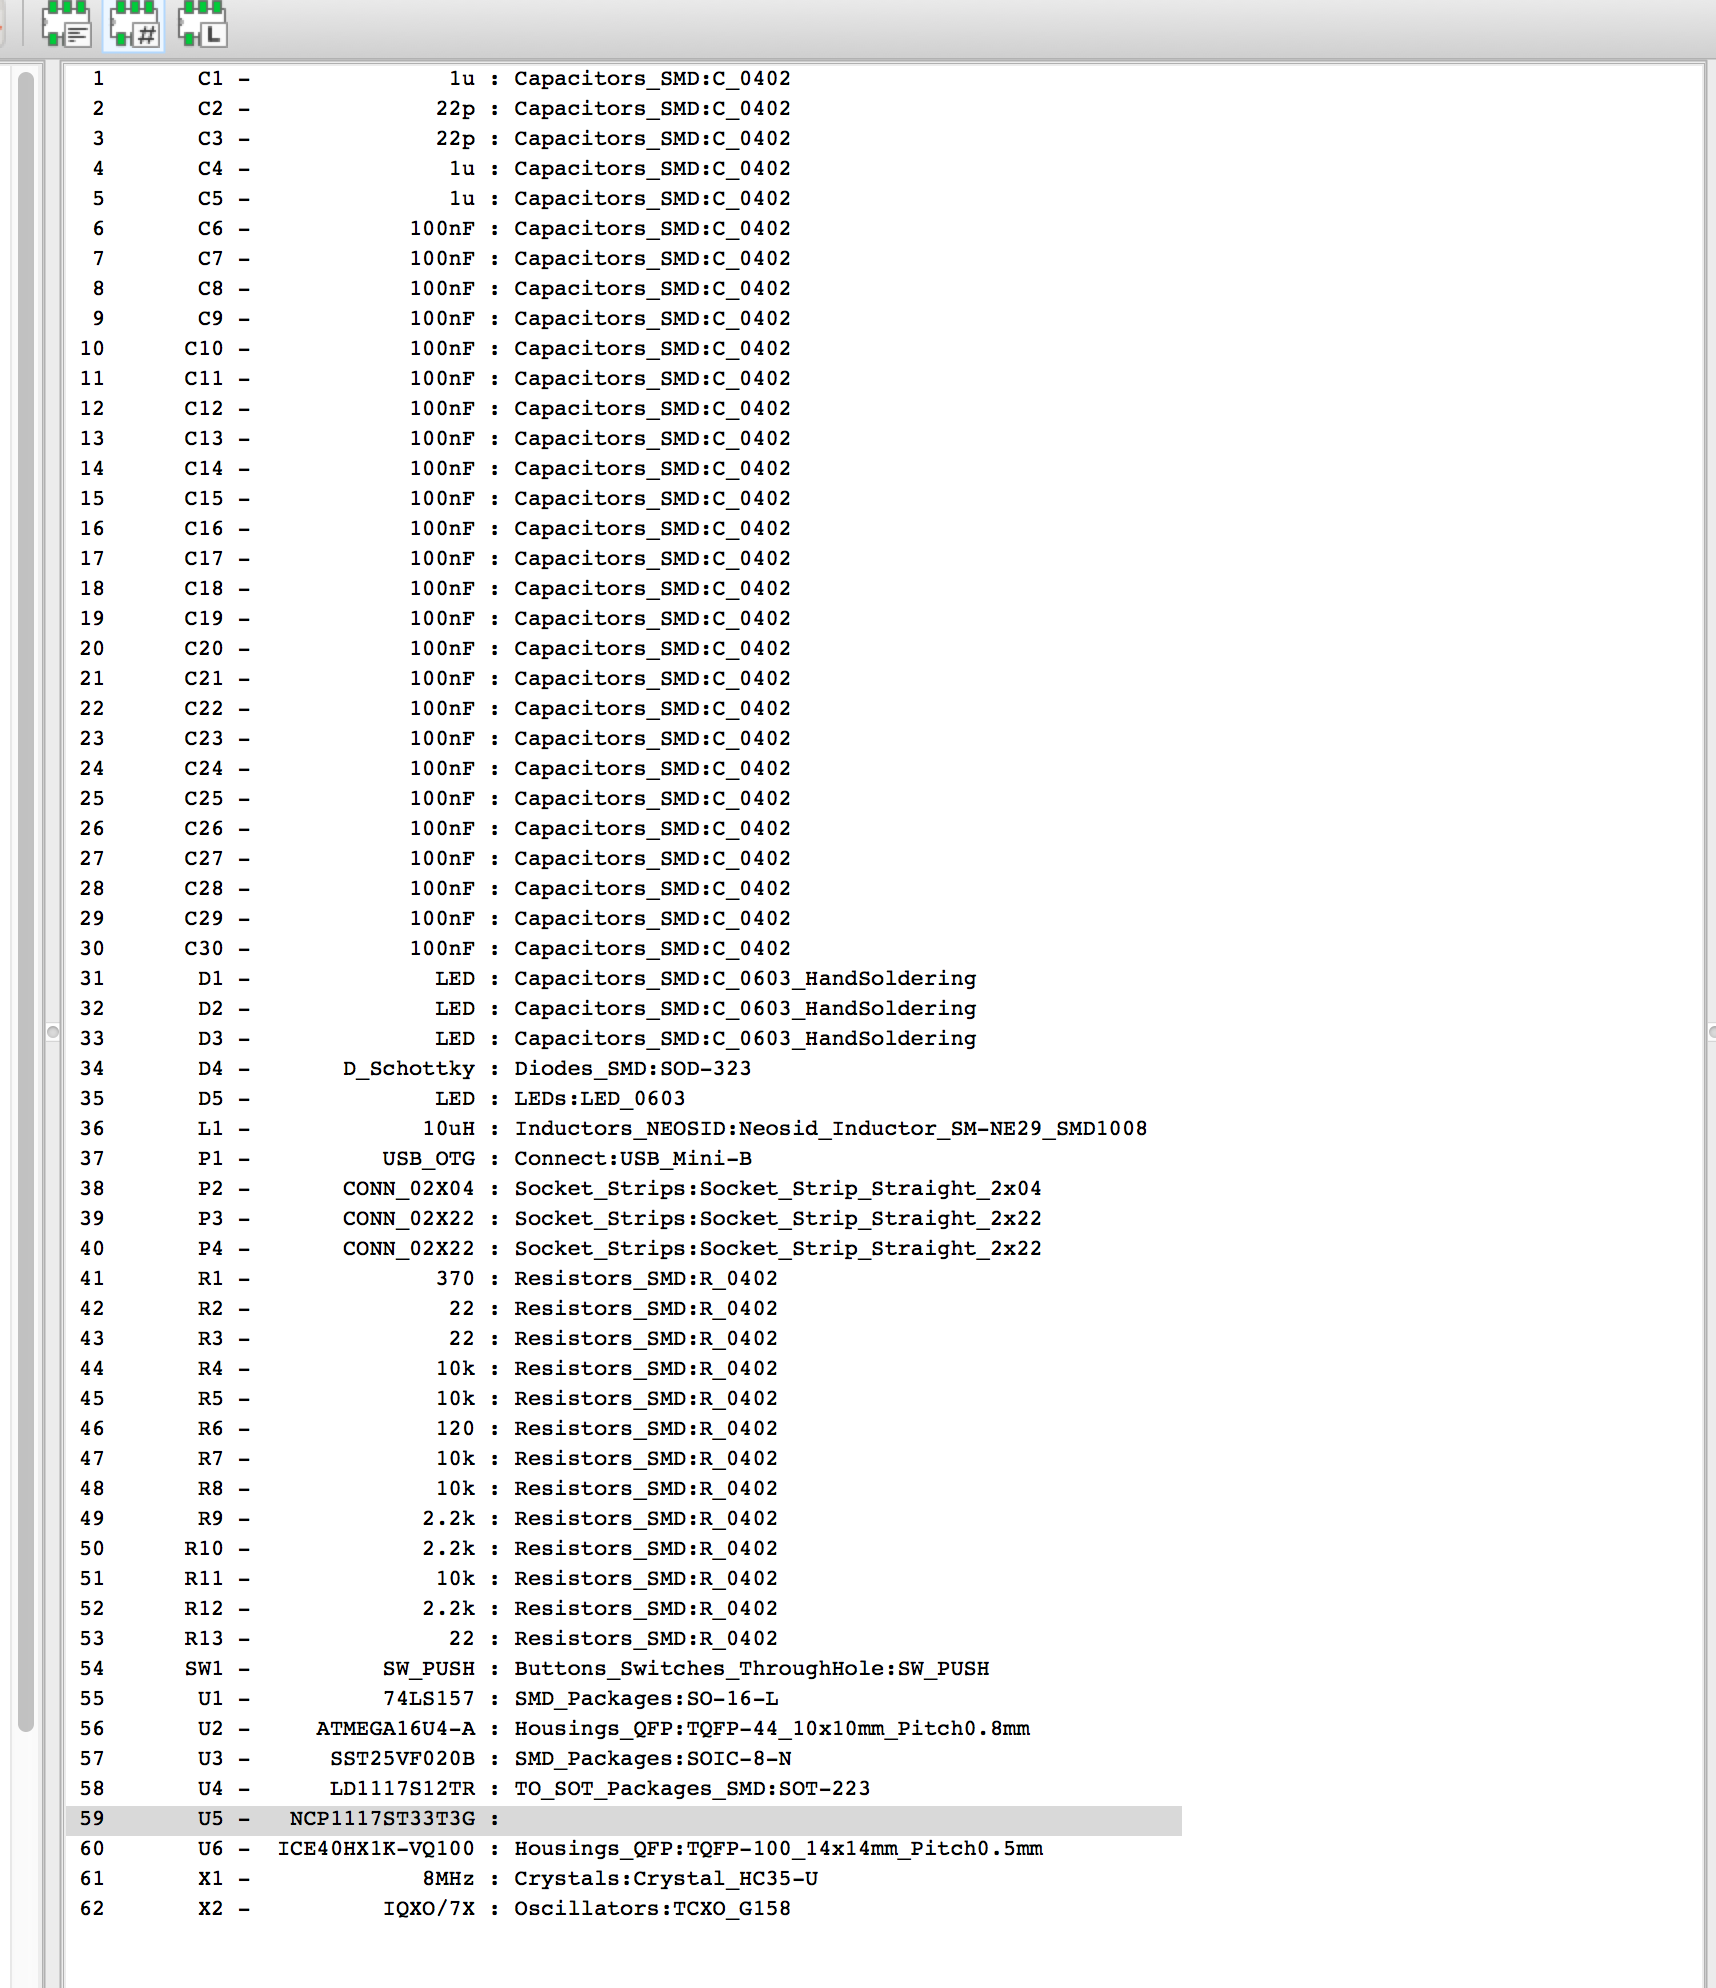 #
L
1 C1 - 1u : Capacitors_SMD:C_0402
2 C2 - 22p : Capacitors_SMD:C_0402
3 C3 - 22p : Capacitors_SMD:C_0402
4 C4 - 1u : Capacitors_SMD:C_0402
5 C5 - 1u : Capacitors_SMD:C_0402
6 C6 - 100nF : Capacitors_SMD:C_0402
7 C7 - 100nF : Capacitors_SMD:C_0402
8 C8 - 100nF : Capacitors_SMD:C_0402
9 C9 - 100nF : Capacitors_SMD:C_0402
10 C10 - 100nF : Capacitors_SMD:C_0402
11 C11 - 100nF : Capacitors_SMD:C_0402
12 C12 - 100nF : Capacitors_SMD:C_0402
13 C13 - 100nF : Capacitors_SMD:C_0402
14 C14 - 100nF : Capacitors_SMD:C_0402
15 C15 - 100nF : Capacitors_SMD:C_0402
16 C16 - 100nF : Capacitors_SMD:C_0402
17 C17 - 100nF : Capacitors_SMD:C_0402
18 C18 - 100nF : Capacitors_SMD:C_0402
19 C19 - 100nF : Capacitors_SMD:C_0402
20 C20 - 100nF : Capacitors_SMD:C_0402
21 C21 - 100nF : Capacitors_SMD:C_0402
22 C22 - 100nF : Capacitors_SMD:C_0402
23 C23 - 100nF : Capacitors_SMD:C_0402
24 C24 - 100nF : Capacitors_SMD:C_0402
25 C25 - 100nF : Capacitors_SMD:C_0402
26 C26 - 100nF : Capacitors_SMD:C_0402
27 C27 - 100nF : Capacitors_SMD:C_0402
28 C28 - 100nF : Capacitors_SMD:C_0402
29 C29 - 100nF : Capacitors_SMD:C_0402
30 C30 - 100nF : Capacitors_SMD:C_0402
31 D1 - LED : Capacitors_SMD:C_0603_HandSoldering
32 D2 - LED : Capacitors_SMD:C_0603_HandSoldering
33 D3 - LED : Capacitors_SMD:C_0603_HandSoldering
34 D4 - D_Schottky : Diodes_SMD:SOD-323
35 D5 - LED : LEDs:LED_0603
36 L1 - 10uH : Inductors_NEOSID:Neosid_Inductor_SM-NE29_SMD1008
37 P1 - USB_OTG : Connect:USB_Mini-B
38 P2 - CONN_02X04 : Socket_Strips:Socket_Strip_Straight_2x04
39 P3 - CONN_02X22 : Socket_Strips:Socket_Strip_Straight_2x22
40 P4 - CONN_02X22 : Socket_Strips:Socket_Strip_Straight_2x22
41 R1 - 370 : Resistors_SMD:R_0402
42 R2 - 22 : Resistors_SMD:R_0402
43 R3 - 22 : Resistors_SMD:R_0402
44 R4 - 10k : Resistors_SMD:R_0402
45 R5 - 10k : Resistors_SMD:R_0402
46 R6 - 120 : Resistors_SMD:R_0402
47 R7 - 10k : Resistors_SMD:R_0402
48 R8 - 10k : Resistors_SMD:R_0402
49 R9 - 2.2k : Resistors_SMD:R_0402
50 R10 - 2.2k : Resistors_SMD:R_0402
51 R11 - 10k : Resistors_SMD:R_0402
52 R12 - 2.2k : Resistors_SMD:R_0402
53 R13 - 22 : Resistors_SMD:R_0402
54 SW1 - SW_PUSH : Buttons_Switches_ThroughHole:SW_PUSH
55 U1 - 74LS157 : SMD_Packages:SO-16-L
56 U2 - ATMEGA16U4-A : Housings_QFP:TQFP-44_10x10mm_Pitch0.8mm
57 U3 - SST25VF020B : SMD_Packages:SOIC-8-N
58 U4 - LD1117S12TR : TO_SOT_Packages_SMD:SOT-223
59 U5 - NCP1117ST33T3G :
60 U6 - ICE40HX1K-VQ100 : Housings_QFP:TQFP-100_14x14mm_Pitch0.5mm
61 X1 - 8MHz : Crystals:Crystal_HC35-U
62 X2 - IQXO/7X : Oscillators:TCXO_G158